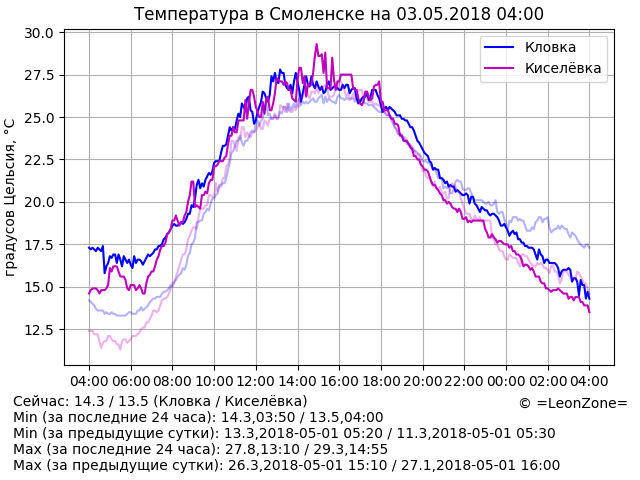 Температура в Смоленске на 03.05.2018 04:00
Кловка
Киселёвка
градусов Цельсия, °C
30.0
27.5
25.0
22.5
20.0
17.5
15.0
12.5
04:00 06:00 08:00 10:00 12:00 14:00 16:00 18:00 20:00 22:00 00:00 02:00 04:00
Сейчас: 14.3 / 13.5 (Кловка / Киселёвка)
© =LeonZone=
Min (за последние 24 часа): 14.3,03:50 / 13.5,04:00
Min (за предыдущие сутки): 13.3,2018-05-01 05:20 / 11.3,2018-05-01 05:30
Max (за последние 24 часа): 27.8,13:10 / 29.3,14:55
Max (за предыдущие сутки): 26.3,2018-05-01 15:10 / 27.1,2018-05-01 16:00